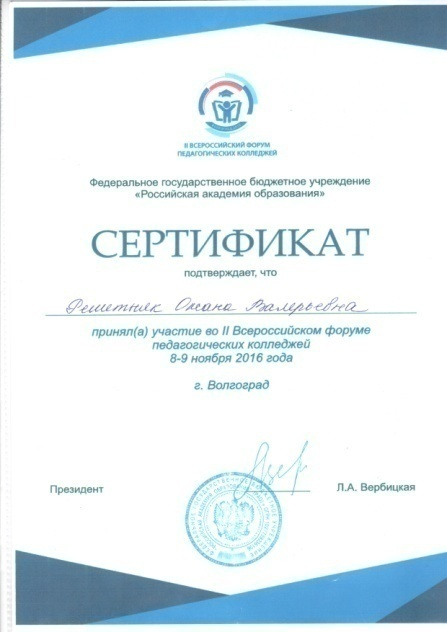 II ВСЕРОССИЙСКИЙ ФОРУМ
ПЕДАГОГИЧЕСКИХ КОЛЛЕДЖЕЙ
Федеральное государственное бюджетное учреждение
«Российская академия образования»
СЕРТИФИКАТ
подтверждает, что
Решетняк Оксана Валерьевна
принял(а) участие во II Всероссийском форуме
педагогических колледжей
8-9 ноября 2016 года
г. Волгоград
Президент
Л.А. Вербицкая